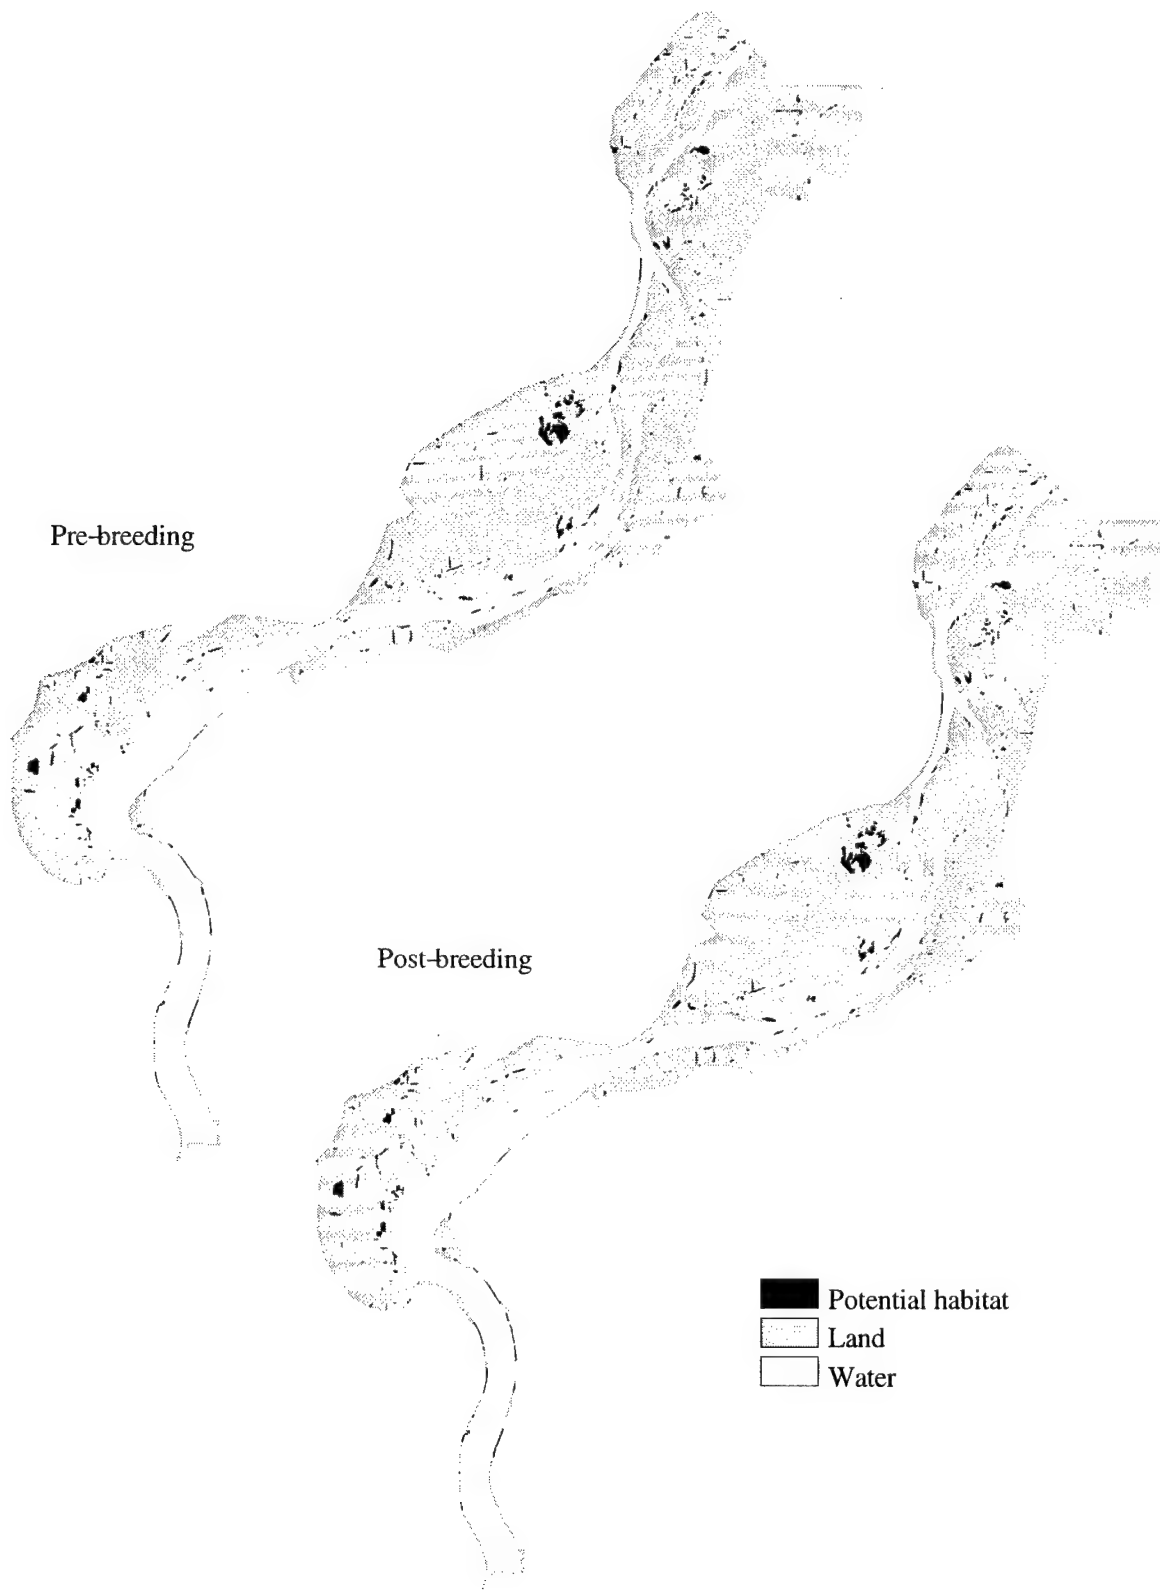 Pre-breeding
Post-breeding
Potential habitat
Land
Water